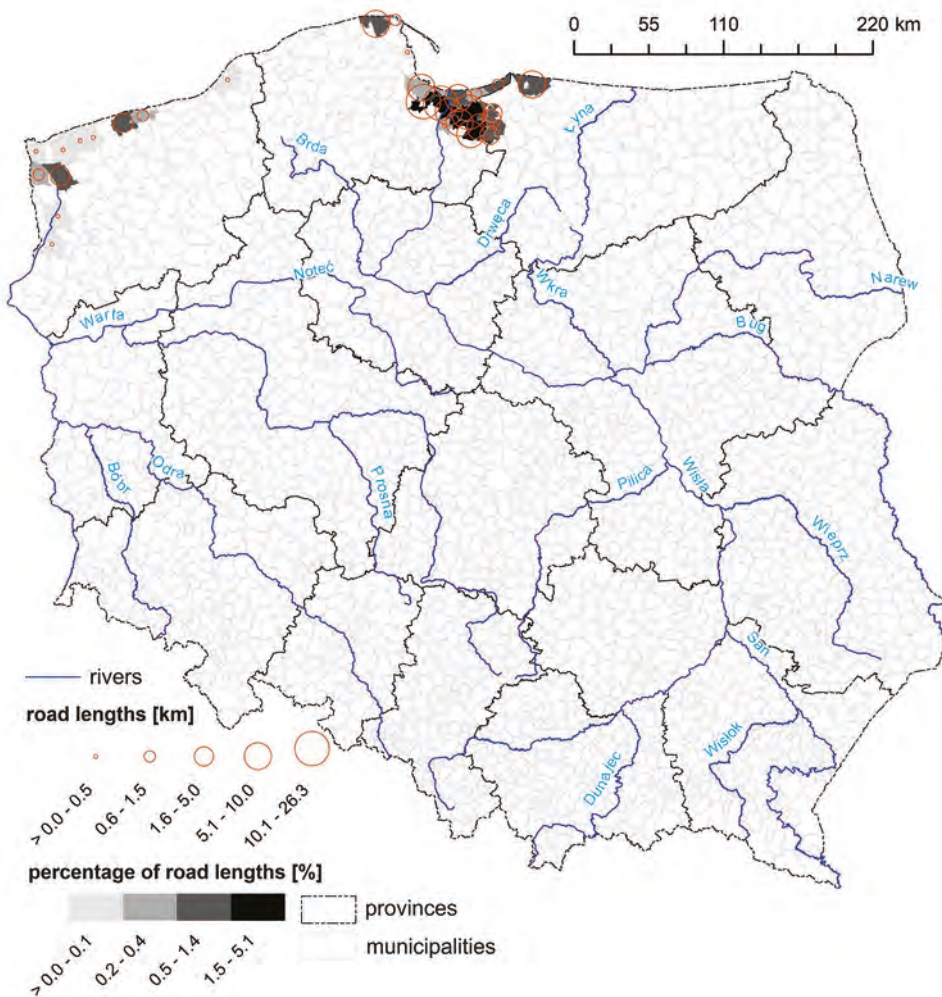 0 55 110 220 km
Łyna
Brda
Drwęca
Noteć
Wkra
Narew
Warta
Bug
Bóbr
Odra
Prosna
Pilica
Wisła
Wieprz
San
Wisłok
Dunajec
rivers
road lengths [km]
> 0.0 - 0.5
0.6 - 1.5
1.6 - 5.0
5.1 - 10.0
10.1 - 26.3
percentage of road lengths [%]
> 0.0 - 0.1
0.2 - 0.4
0.5 - 1.4
1.5 - 5.1
provinces
municipalities